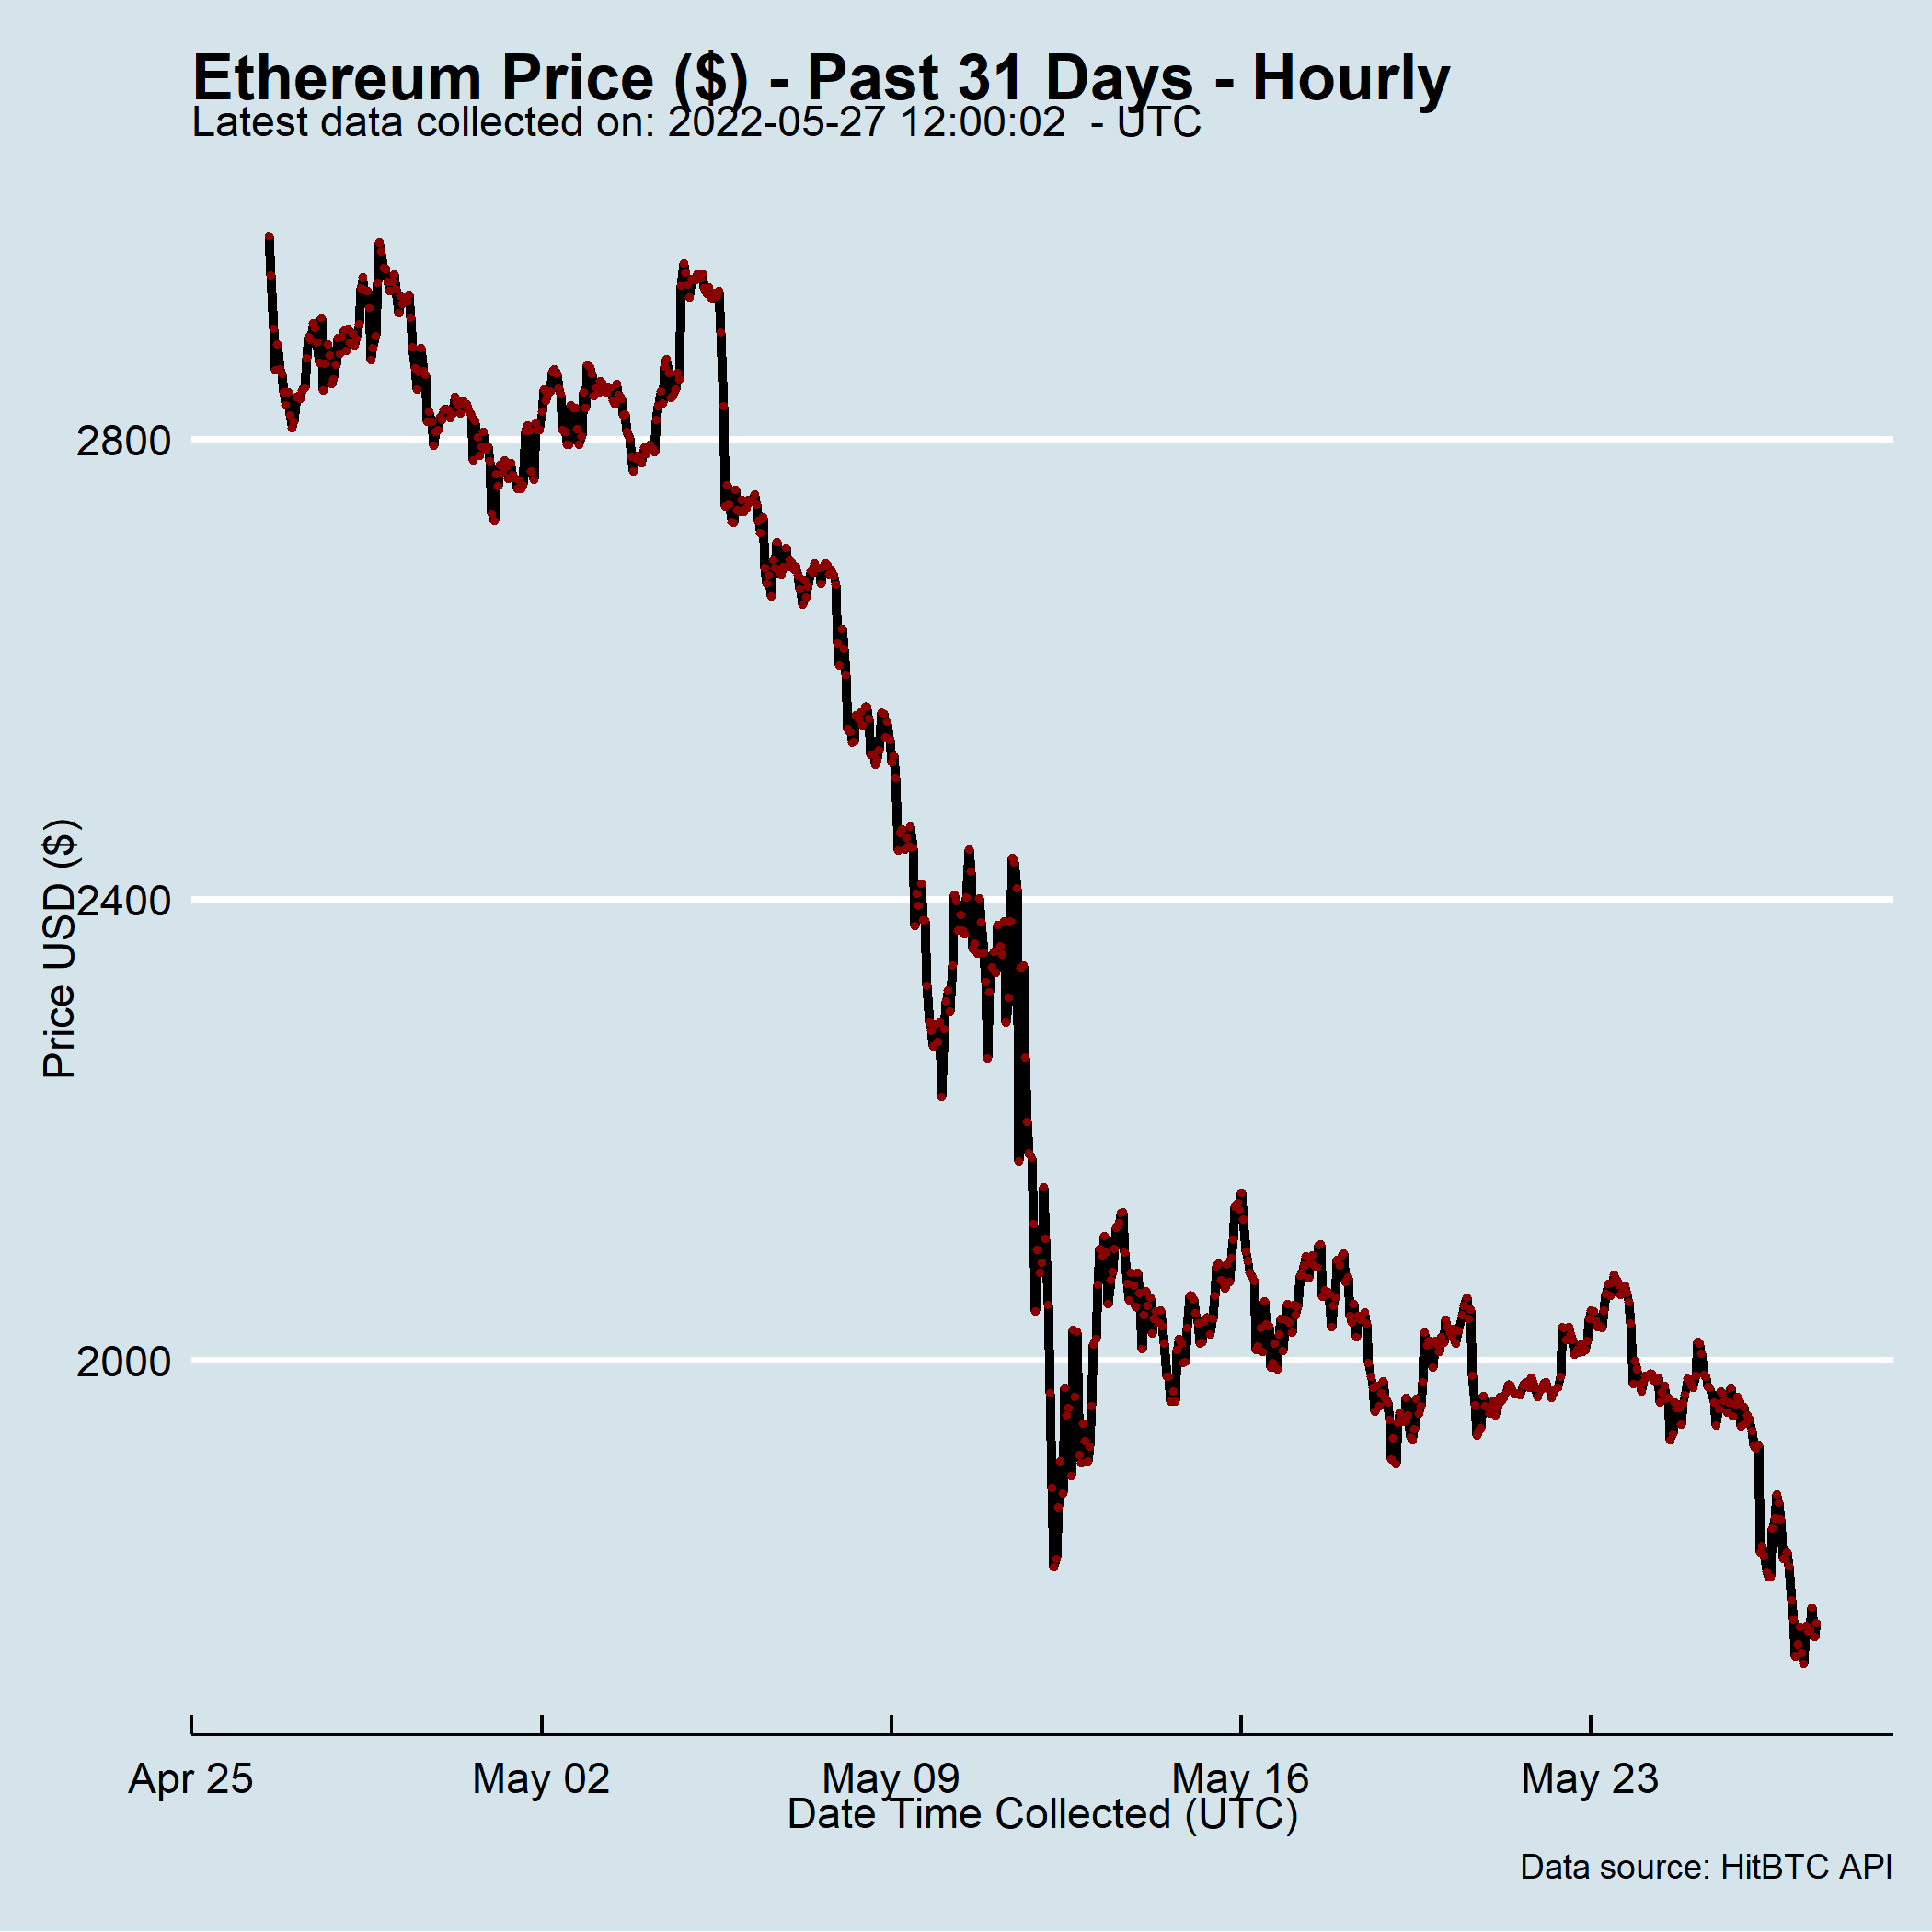 Ethereum Price ($) - Past 31 Days - Hourly
Latest data collected on: 2022-05-27 12:00:02  - UTC
Price USD ($)
2800
2400
2000
Apr 25
May 02
May 09
May 16
May 23
Date Time Collected (UTC)
Data source: HitBTC API